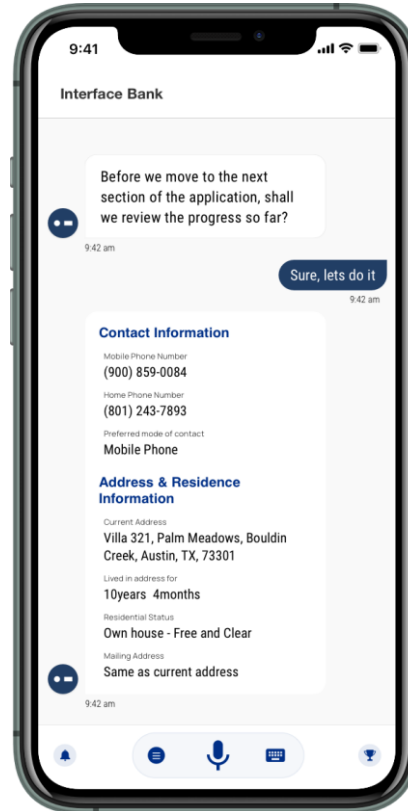 9:41
Interface Bank
Before we move to the next
section of the application, shall
we review the progress so far?
9:42 am
Sure, lets do it
9:42 am
Contact Information
Mobile Phone Number
(900) 859-0084
Home Phone Number
(801) 243-7893
Preferred mode of contact
Mobile Phone
Address & Residence
Information
Current Address
Villa 321, Palm Meadows, Bouldin
Creek, Austin, TX, 73301
Lived in address for
10years 4months
Residential Status
Own house - Free and Clear
Mailing Address
Same as current address
9:42 am